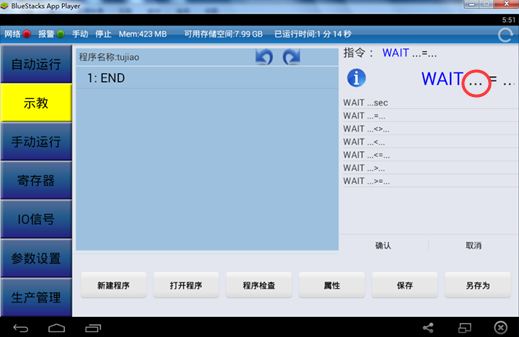 BlueStacks App Player
5:51
网络 报警 手动 停止 Mem:423 MB 可用存储空间:7.99 GB 已运行时间:1 分 14 秒
自动运行
示教
手动运行
寄存器
IO信号
参数设置
生产管理
程序名称:tujiao
1: END
指令: WAIT ...=...
WAIT ... = ...
WAIT ...sec
WAIT ...=...
WAIT ...<>...
WAIT ...<...
WAIT ...<=...
WAIT ...>...
WAIT ...>=...
确认 取消
新建程序 打开程序 程序检查 属性 保存 另存为